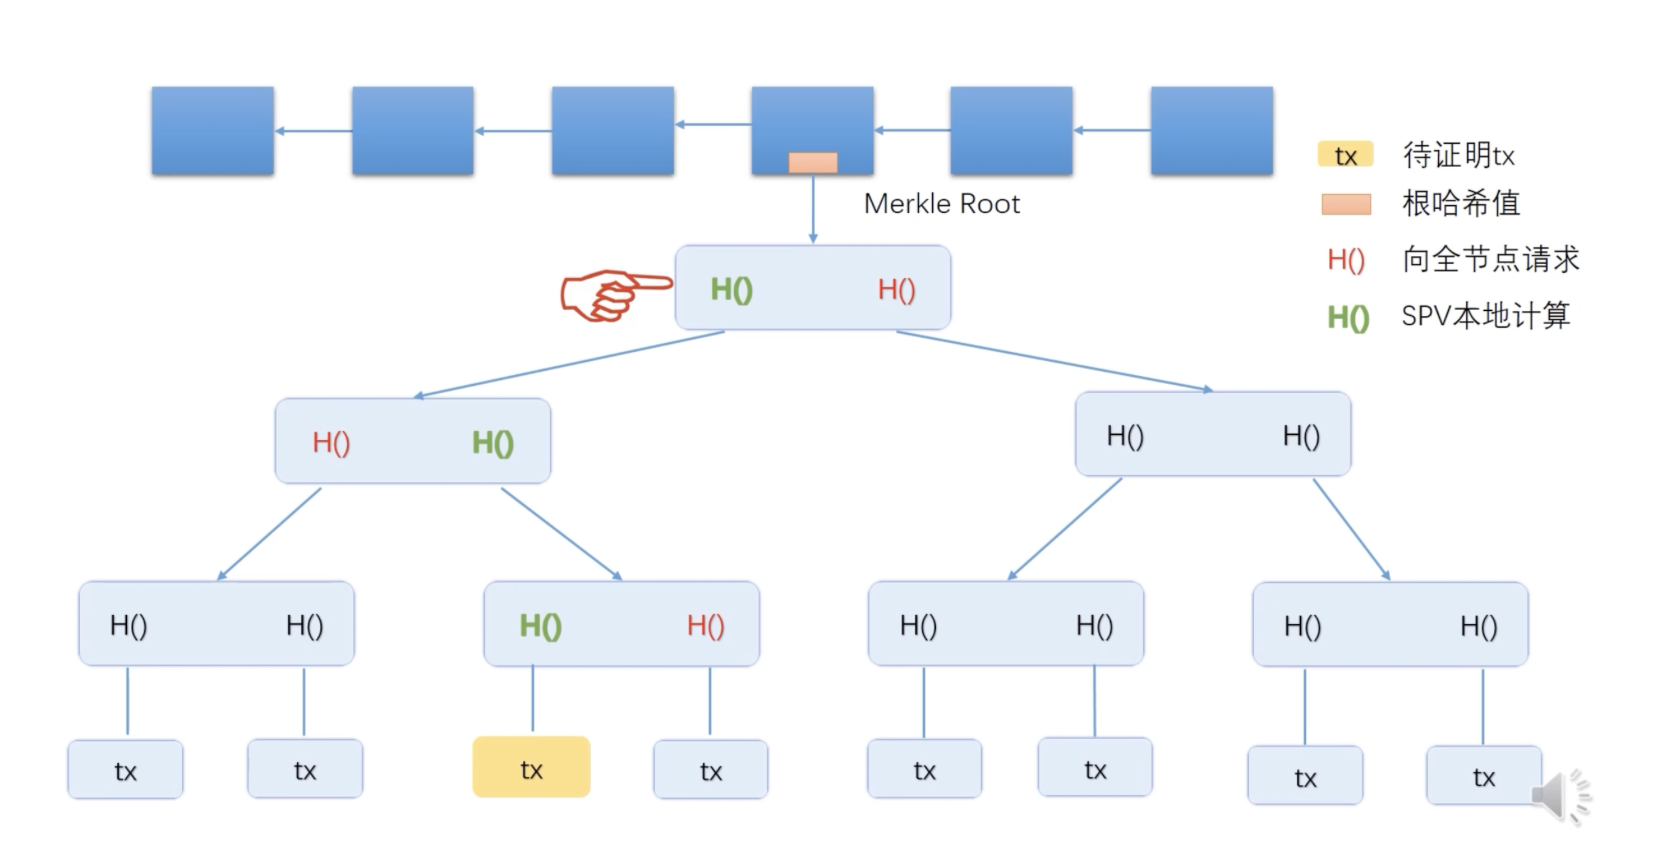 tx 待证明tx
Merkle Root
根哈希值
H() 向全节点请求
H() H()
H() SPV本地计算
H() H() H() H()
H() H() H() H() H() H() H() H()
tx tx tx tx tx tx tx tx